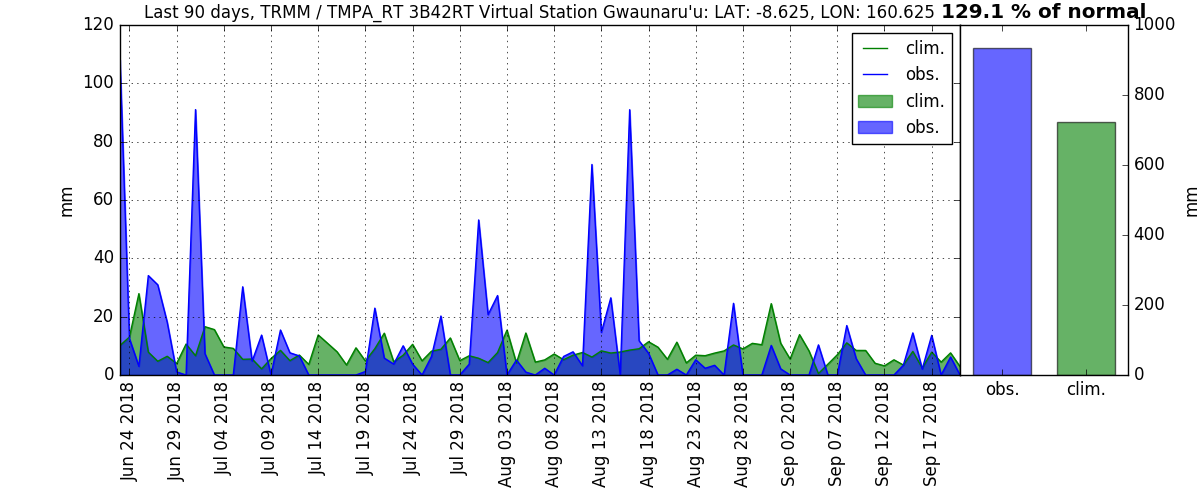 Last 90 days, TRMM / TMPA_RT 3B42RT Virtual Station Gwaunaru'u: LAT: -8.625, LON: 160.625 129.1 % of normal
120
100
80
60
40
20
0
mm
clim.
obs.
clim.
obs.
Jun 24 2018
Jun 29 2018
Jul 04 2018
Jul 09 2018
Jul 14 2018
Jul 19 2018
Jul 24 2018
Jul 29 2018
Aug 03 2018
Aug 08 2018
Aug 13 2018
Aug 18 2018
Aug 23 2018
Aug 28 2018
Sep 02 2018
Sep 07 2018
Sep 12 2018
Sep 17 2018
obs.
clim.
1000
800
600
400
200
0
mm